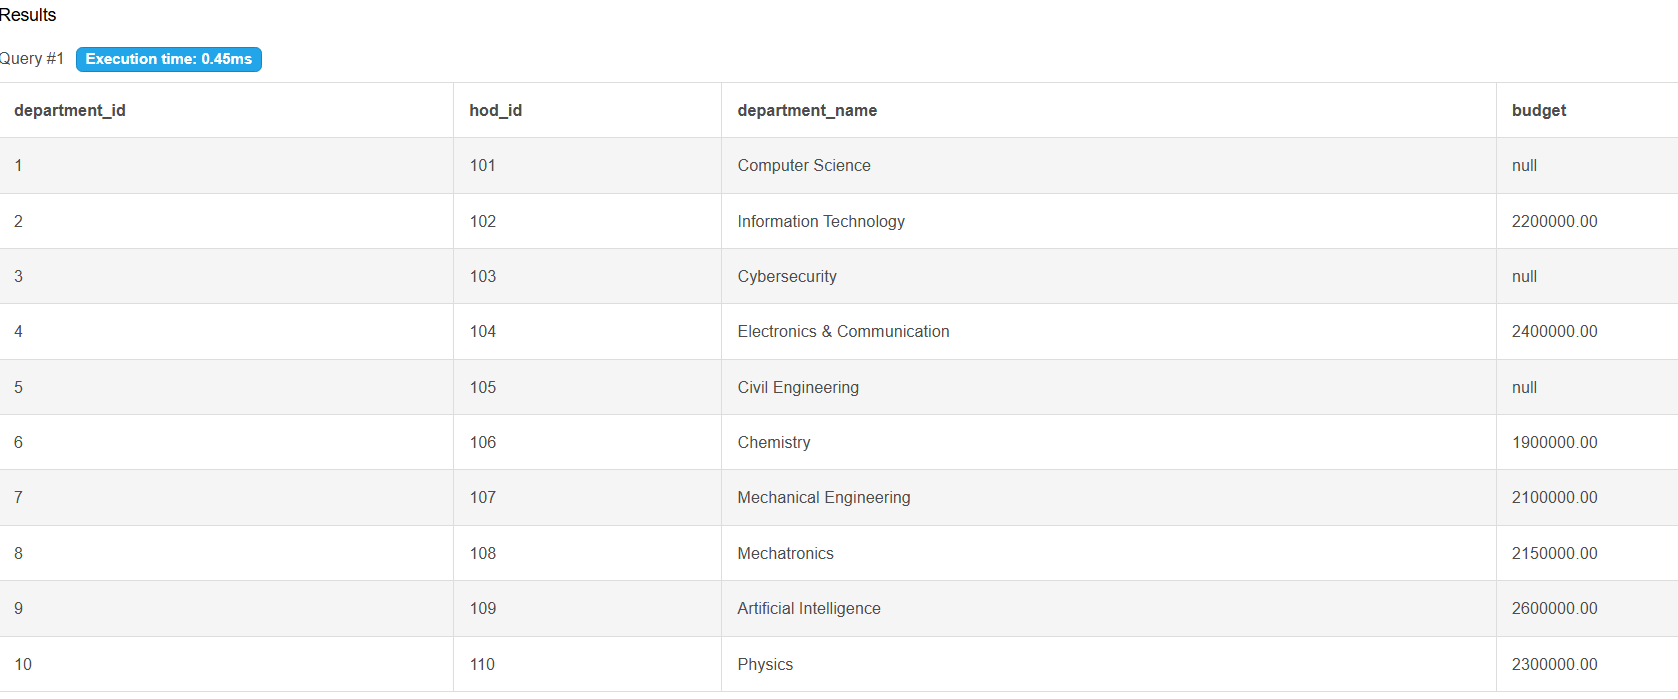 Results
Query #1 Execution time: 0.45ms
department_id hod_id department_name budget
1 101 Computer Science null
2 102 Information Technology 2200000.00
3 103 Cybersecurity null
4 104 Electronics & Communication 2400000.00
5 105 Civil Engineering null
6 106 Chemistry 1900000.00
7 107 Mechanical Engineering 2100000.00
8 108 Mechatronics 2150000.00
9 109 Artificial Intelligence 2600000.00
10 110 Physics 2300000.00